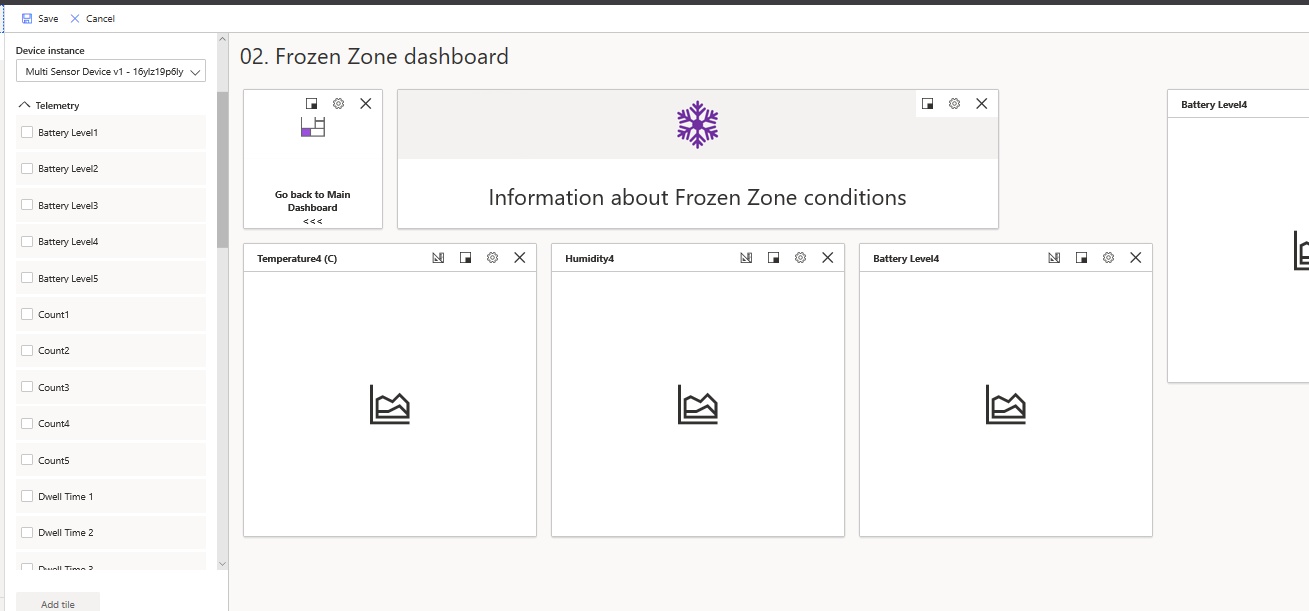 Save
Cancel
Device instance
Multi Sensor Device v1 - 16ylz19p6ly
Telemetry
Battery Level1
Battery Level2
Battery Level3
Battery Level4
Battery Level5
Count1
Count2
Count3
Count4
Count5
Dwell Time 1
Dwell Time 2
Dwell Time 3
Add tile
02. Frozen Zone dashboard
Go back to Main
Dashboard
<<<
Information about Frozen Zone conditions
Battery Level4
Temperature4 (C)
Humidity4
Battery Level4